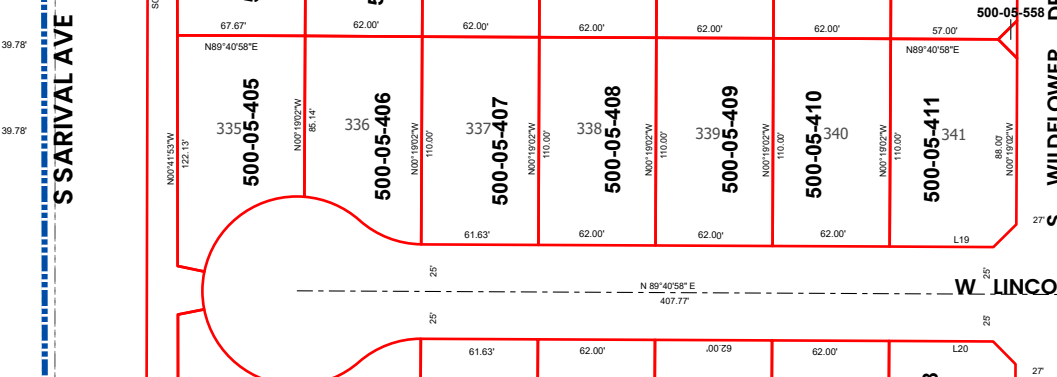 500-05-558
67.67'
62.00'
62.00'
62.00'
62.00'
62.00'
57.00'
N89°40'58"E
N89°40'58"E
39.78'
39.78'
S SARIVAL AVE
N00°41'53"W
122.13'
335
500-05-405
N00°19'02"W
85.14'
336
500-05-406
N00°19'02"W
110.00'
337
500-05-407
N00°19'02"W
110.00'
338
500-05-408
N00°19'02"W
110.00'
339
500-05-409
N00°19'02"W
110.00'
340
500-05-410
N00°19'02"W
110.00'
341
500-05-411
88.00'
N00°19'02"W
S WILDFLOWER
27'
61.63'
62.00'
62.00'
62.00'
L19
25'
25'
N 89°40'58" E
407.77'
W LINCO
25'
25'
61.63'
62.00'
62.00'
62.00'
L20
27'